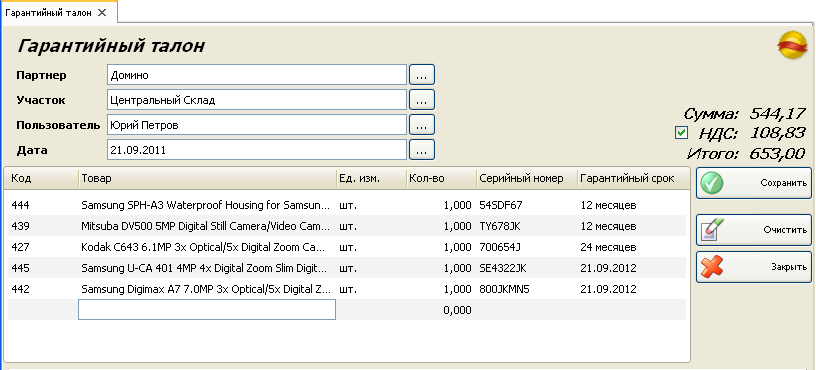 Гарантийный талон
Гарантийный талон
Партнер Домино ...
Участок Центральный Склад ...
Пользователь Юрий Петров ...
Дата 21.09.2011 ...
Сумма: 544,17
НДС: 108,83
Итого: 653,00
Код Товар Ед. изм. Кол-во Серийный номер Гарантийный срок
444 Samsung SPH-A3 Waterproof Housing for Samsun... шт. 1,000 54SDF67 12 месяцев
439 Mitsuba DV500 5MP Digital Still Camera/Video Cam... шт. 1,000 TY678JK 12 месяцев
427 Kodak C643 6.1MP 3x Optical/5x Digital Zoom Ca... шт. 1,000 700654J 24 месяцев
445 Samsung U-CA 401 4MP 4x Digital Zoom Slim Digit... шт. 1,000 SE4322JK 21.09.2012
442 Samsung Digimax A7 7.0MP 3x Optical/5x Digital Z... шт. 1,000 800JKMN5 21.09.2012
0,000
Сохранить
Очистить
Закрыть